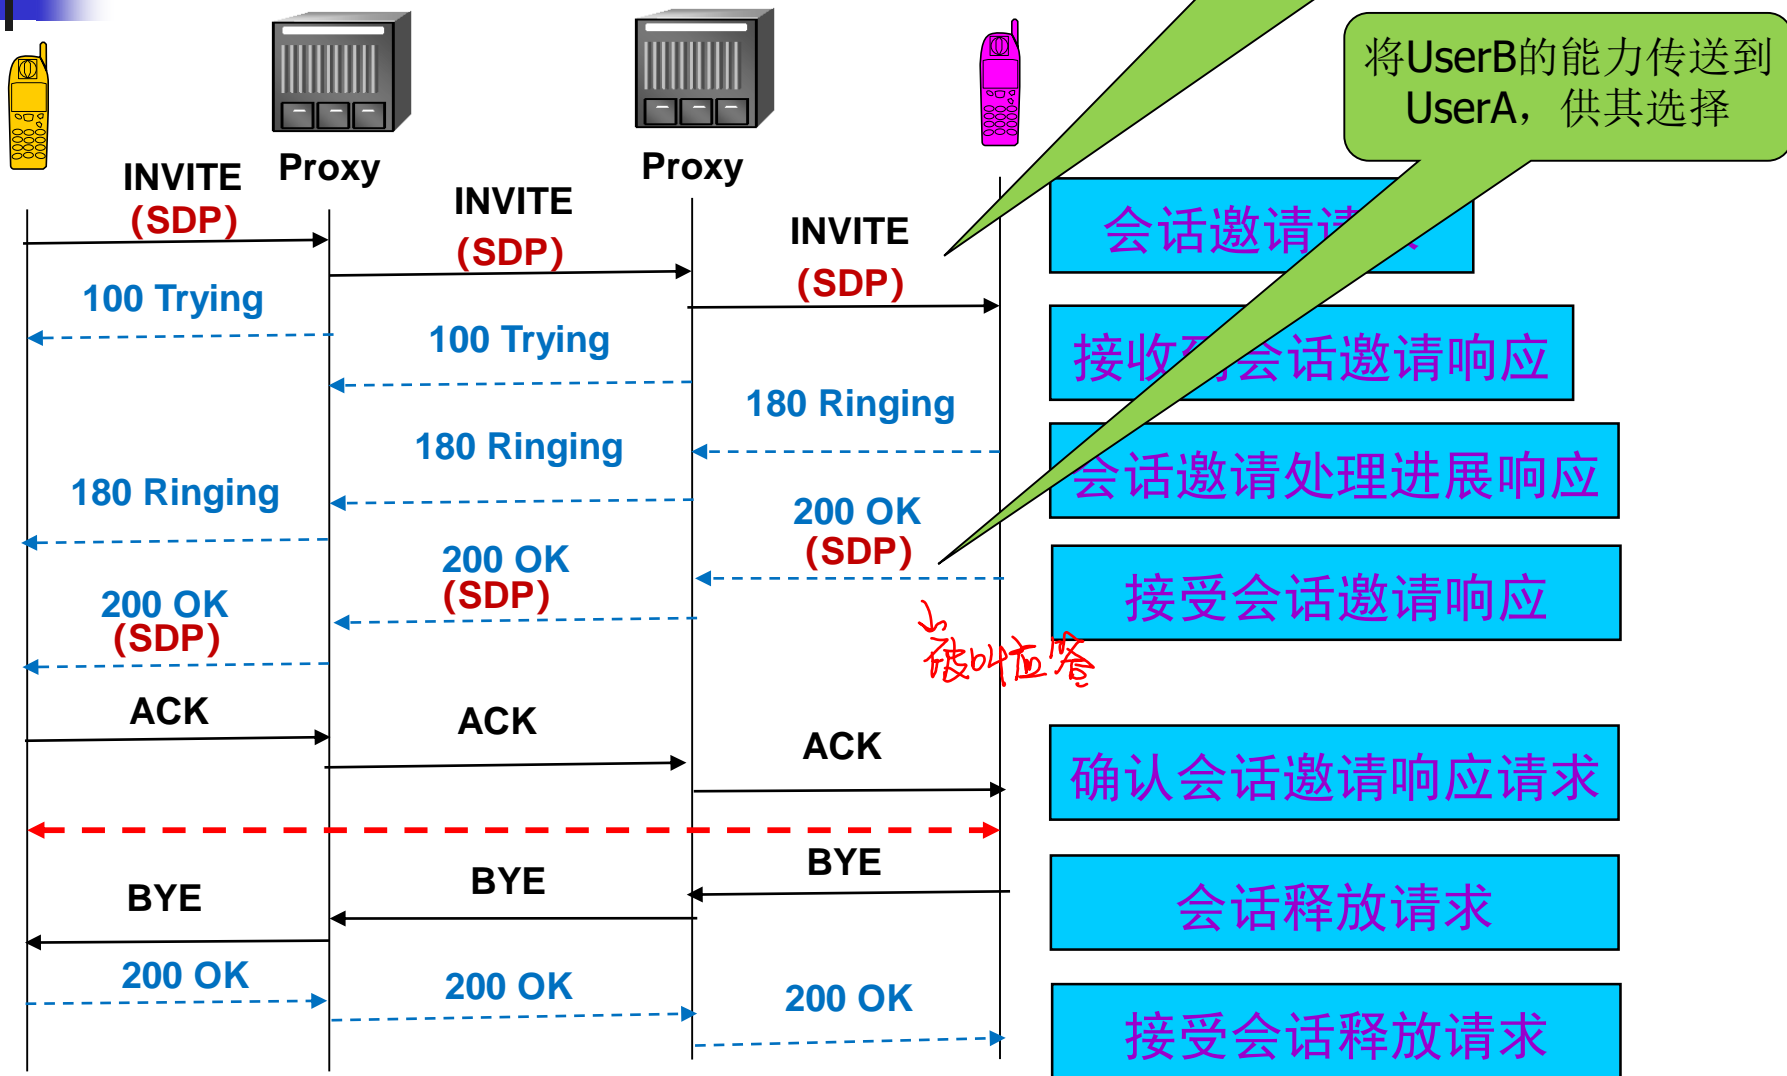 将UserB的能力传送到
UserA，供其选择
Proxy
Proxy
INVITE
(SDP)
INVITE
(SDP)
INVITE
(SDP)
会话邀请请
100 Trying
100 Trying
接收到会话邀请响应
180 Ringing
180 Ringing
180 Ringing
会话邀请处理进展响应
200 OK
(SDP)
200 OK
(SDP)
200 OK
(SDP)
接受会话邀请响应
被叫应答
ACK
ACK
ACK
确认会话邀请响应请求
BYE
BYE
BYE
会话释放请求
200 OK
200 OK
200 OK
接受会话释放请求